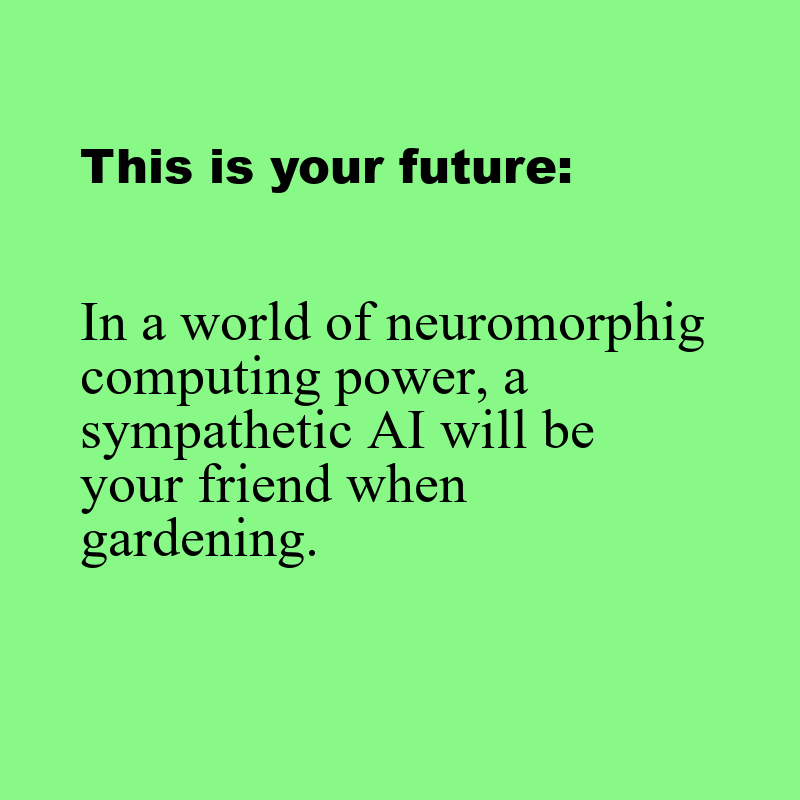 This is your future:
In a world of neuromorphig
computing power, a
sympathetic AI will be
your friend when
gardening.